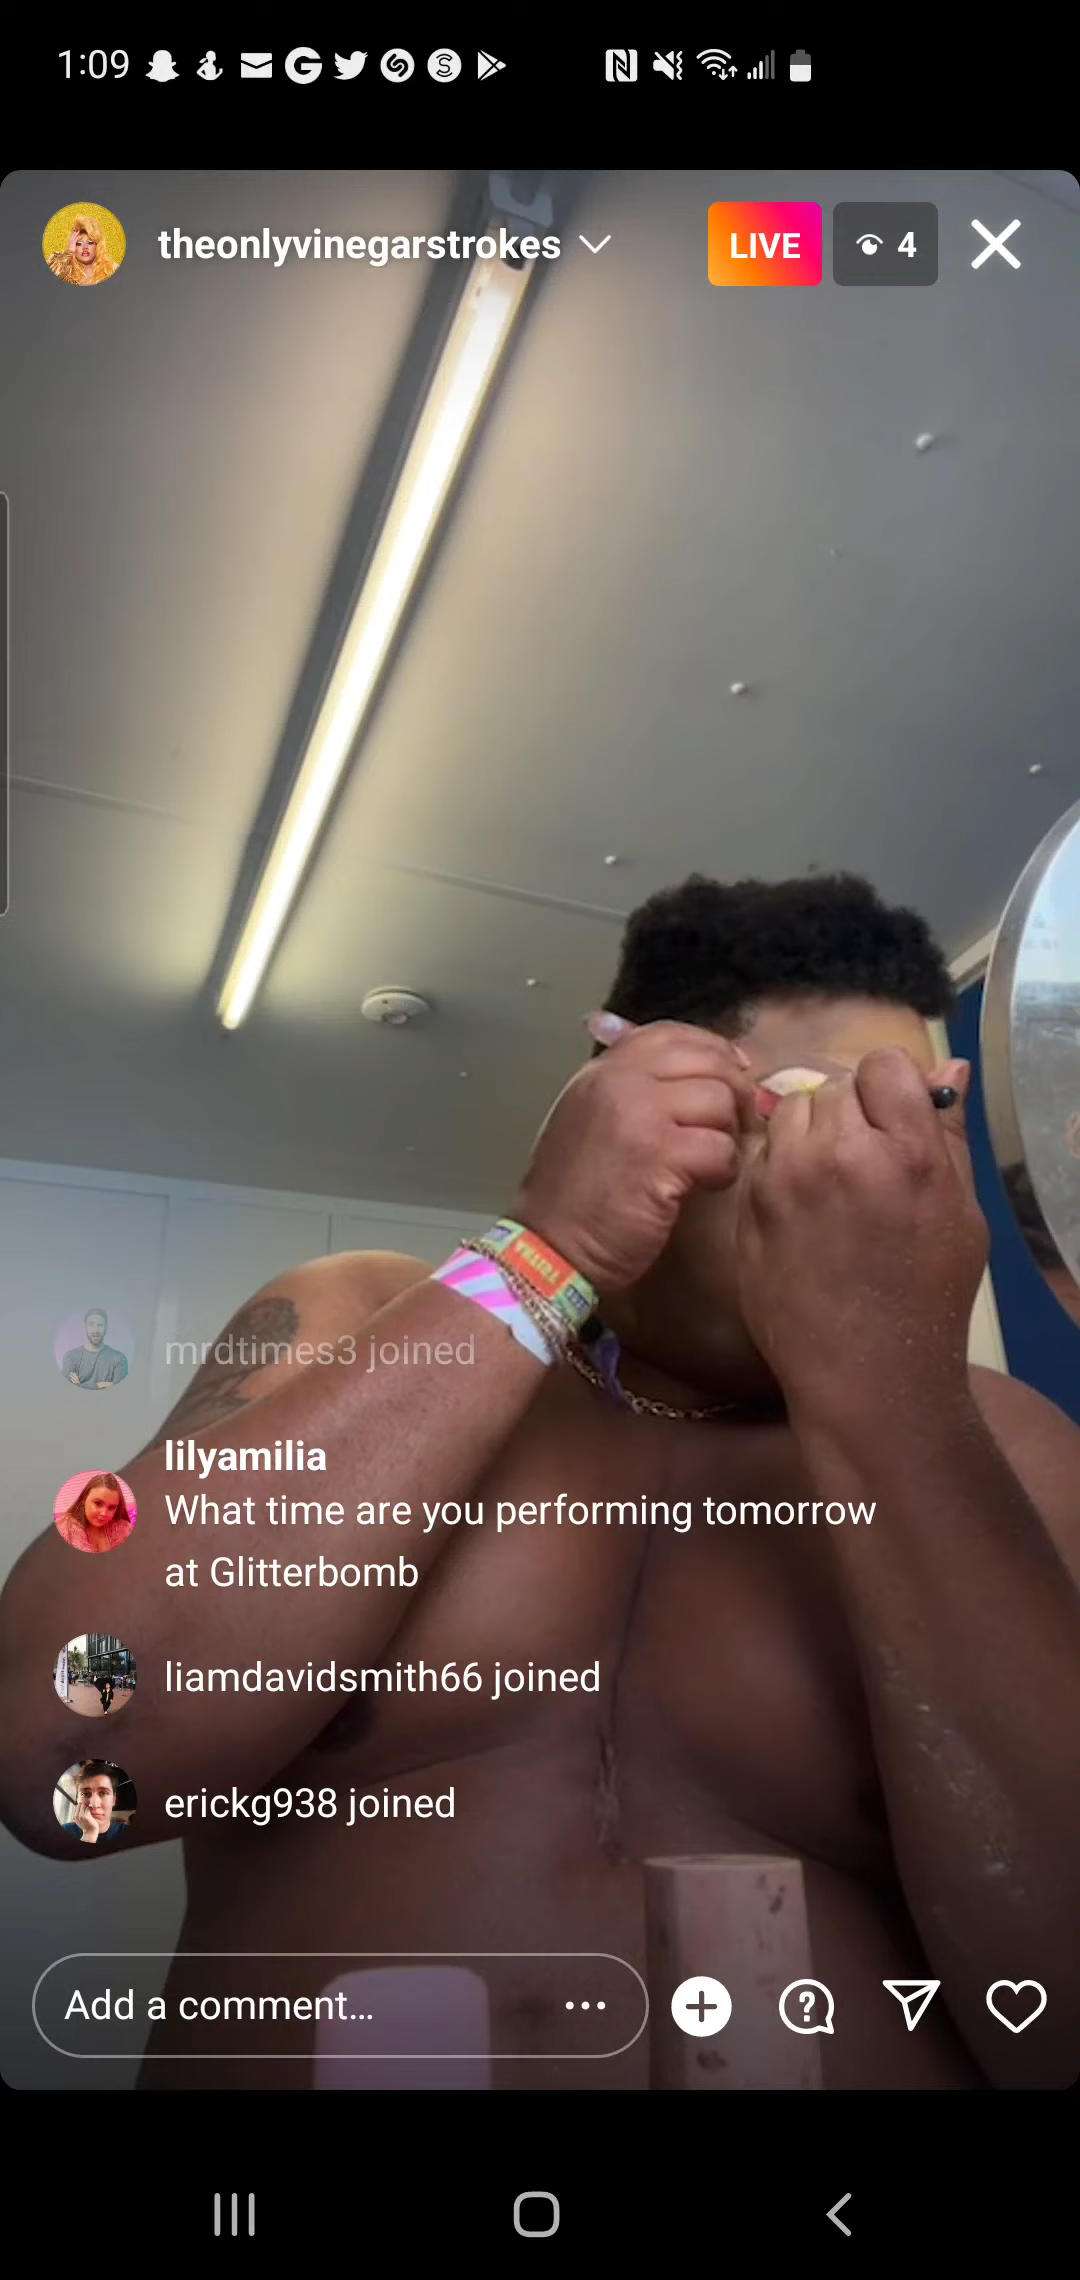 1:09
theonlyvinegarstrokes
LIVE
4
mrdtimes3 joined
lilyamilia
What time are you performing tomorrow
at Glitterbomb
liamdavidsmith66 joined
erickg938 joined
Add a comment...